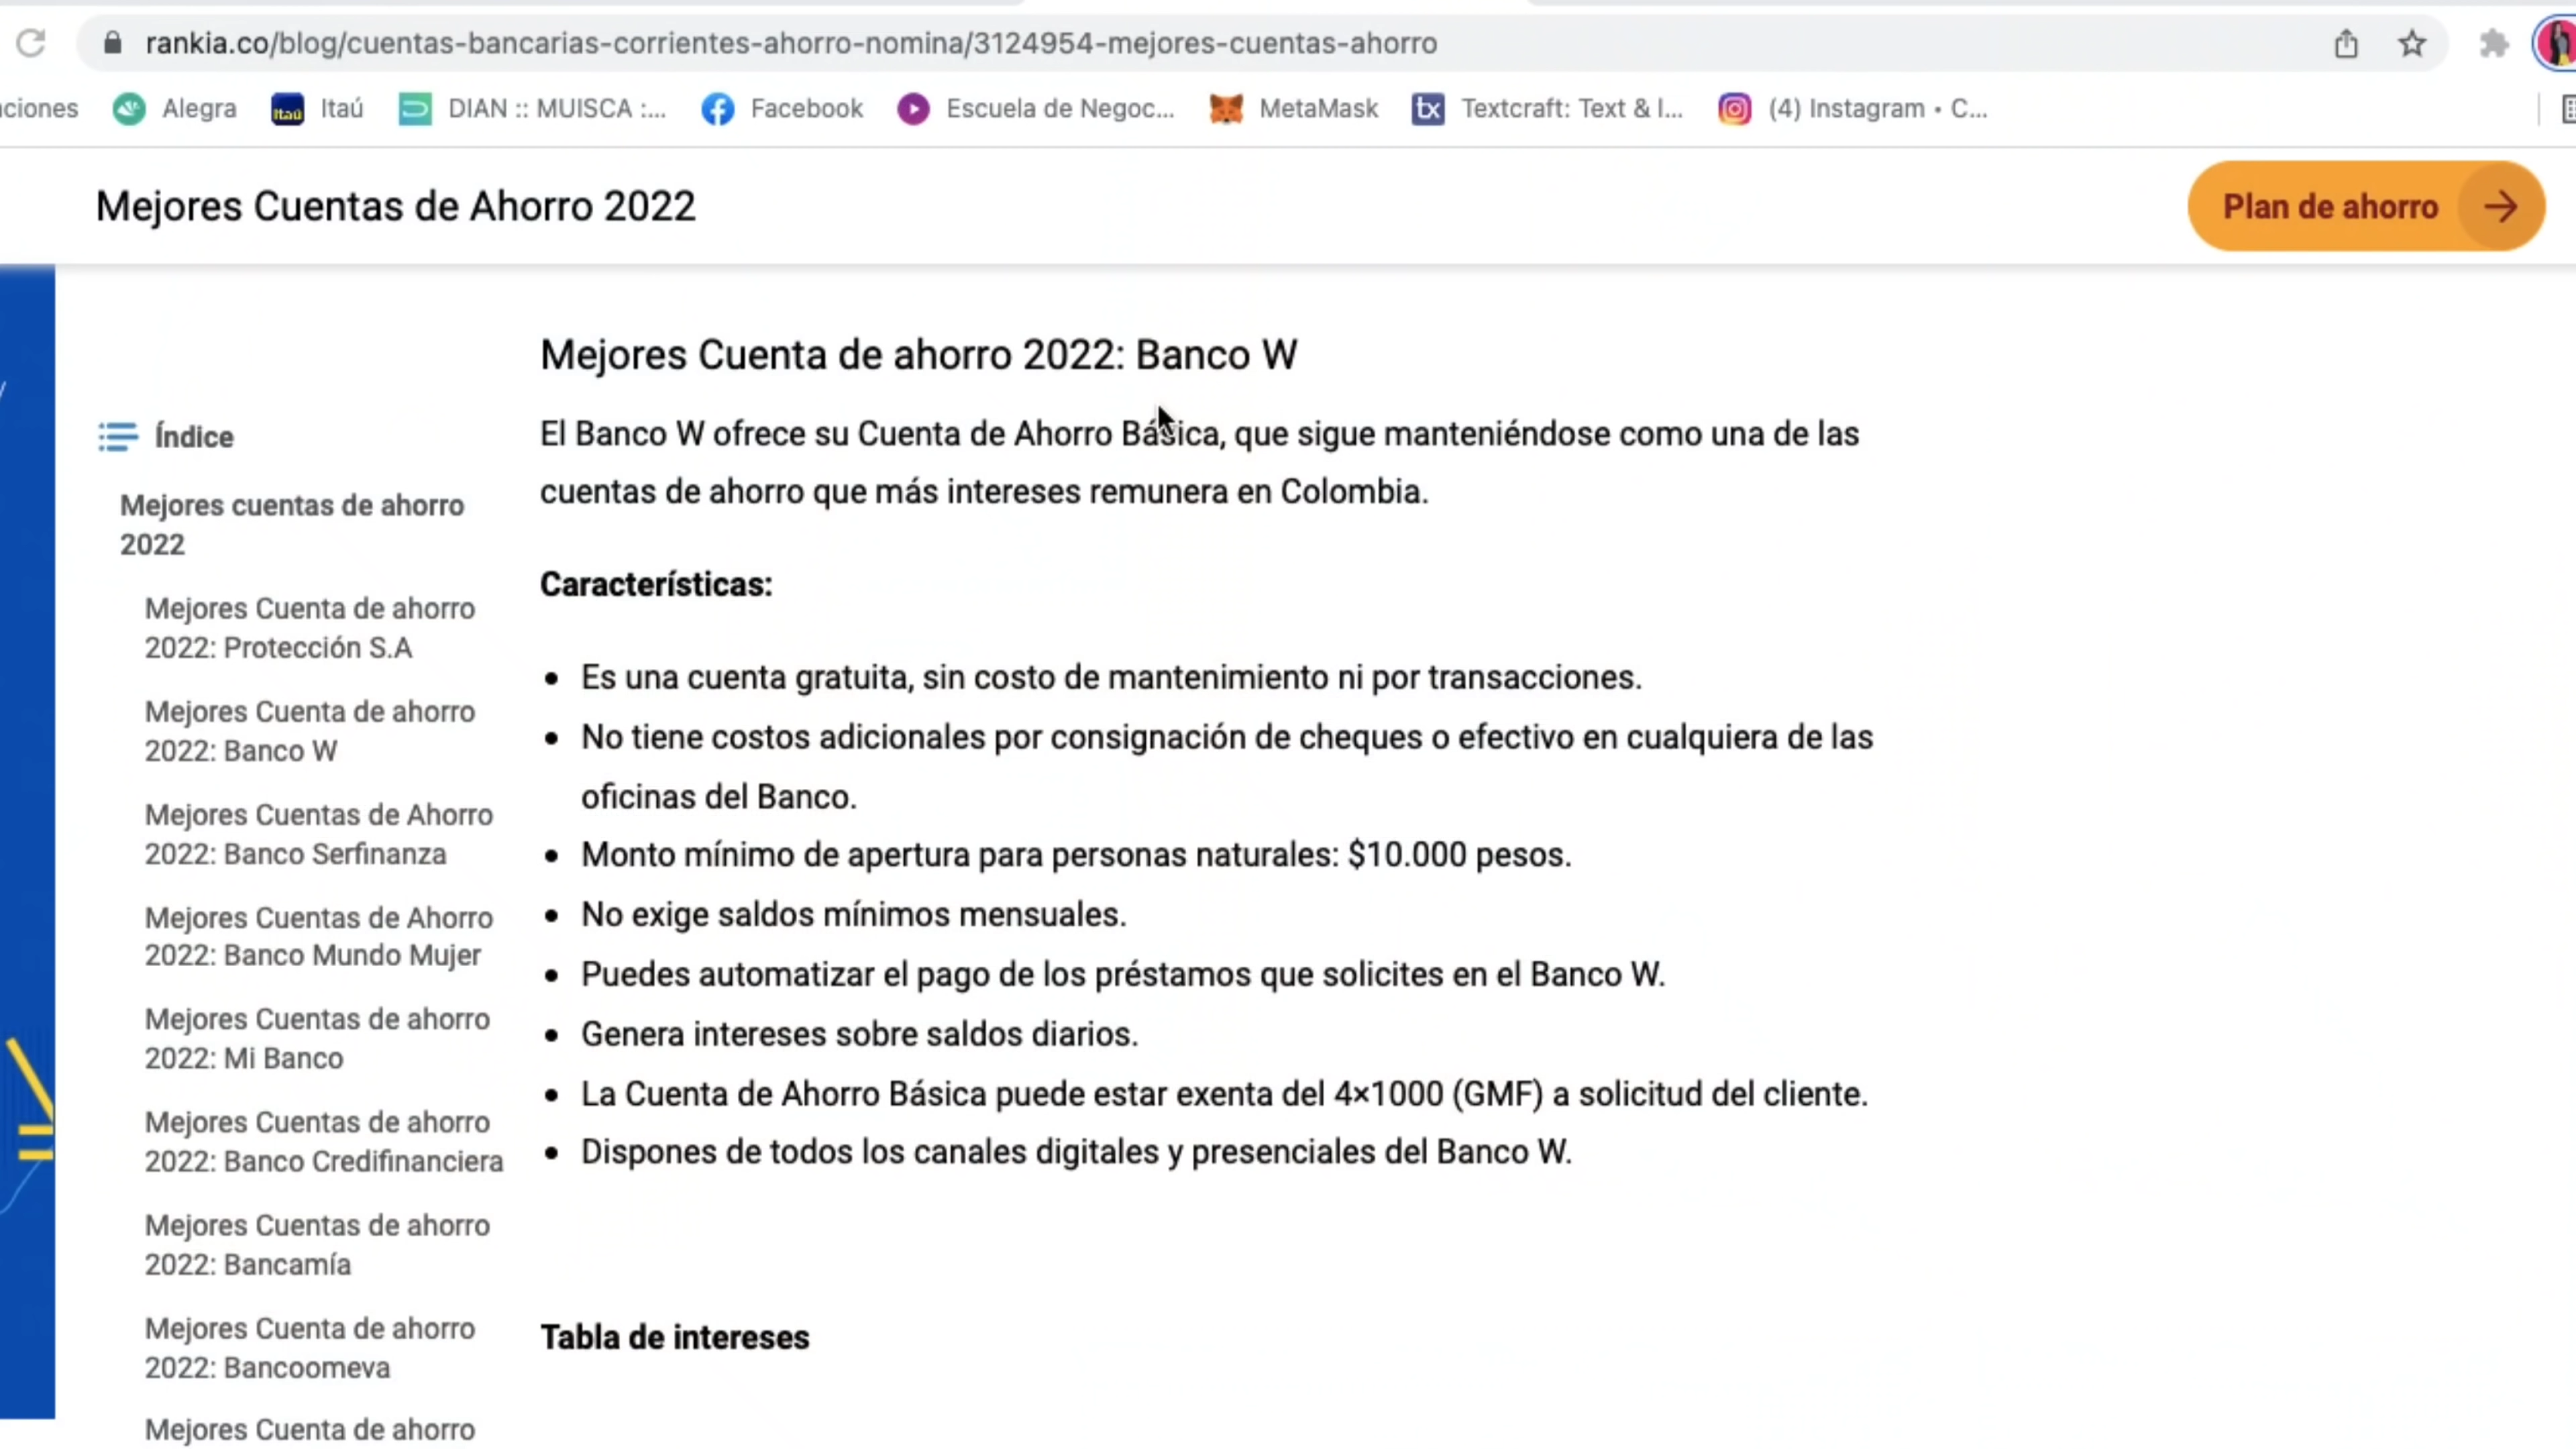 rankia.co/blog/cuentas-bancarias-corrientes-ahorro-nomina/3124954-mejores-cuentas-ahorro
ciones Alegra Itaú DIAN :: MUISCA :... Facebook Escuela de Negoc... MetaMask Textcraft: Text & I... (4) Instagram • C...
Mejores Cuentas de Ahorro 2022
Plan de ahorro
Índice
Mejores cuentas de ahorro
2022
Mejores Cuenta de ahorro
2022: Protección S.A
Mejores Cuenta de ahorro
2022: Banco W
Mejores Cuentas de Ahorro
2022: Banco Serfinanza
Mejores Cuentas de Ahorro
2022: Banco Mundo Mujer
Mejores Cuentas de ahorro
2022: Mi Banco
Mejores Cuentas de ahorro
2022: Banco Credifinanciera
Mejores Cuentas de ahorro
2022: Bancamía
Mejores Cuenta de ahorro
2022: Bancoomeva
Mejores Cuenta de ahorro
Mejores Cuenta de ahorro 2022: Banco W
El Banco W ofrece su Cuenta de Ahorro Básica, que sigue manteniéndose como una de las
cuentas de ahorro que más intereses remunera en Colombia.
Características:
• Es una cuenta gratuita, sin costo de mantenimiento ni por transacciones.
• No tiene costos adicionales por consignación de cheques o efectivo en cualquiera de las
oficinas del Banco.
• Monto mínimo de apertura para personas naturales: $10.000 pesos.
• No exige saldos mínimos mensuales.
• Puedes automatizar el pago de los préstamos que solicites en el Banco W.
• Genera intereses sobre saldos diarios.
• La Cuenta de Ahorro Básica puede estar exenta del 4×1000 (GMF) a solicitud del cliente.
• Dispones de todos los canales digitales y presenciales del Banco W.
Tabla de intereses